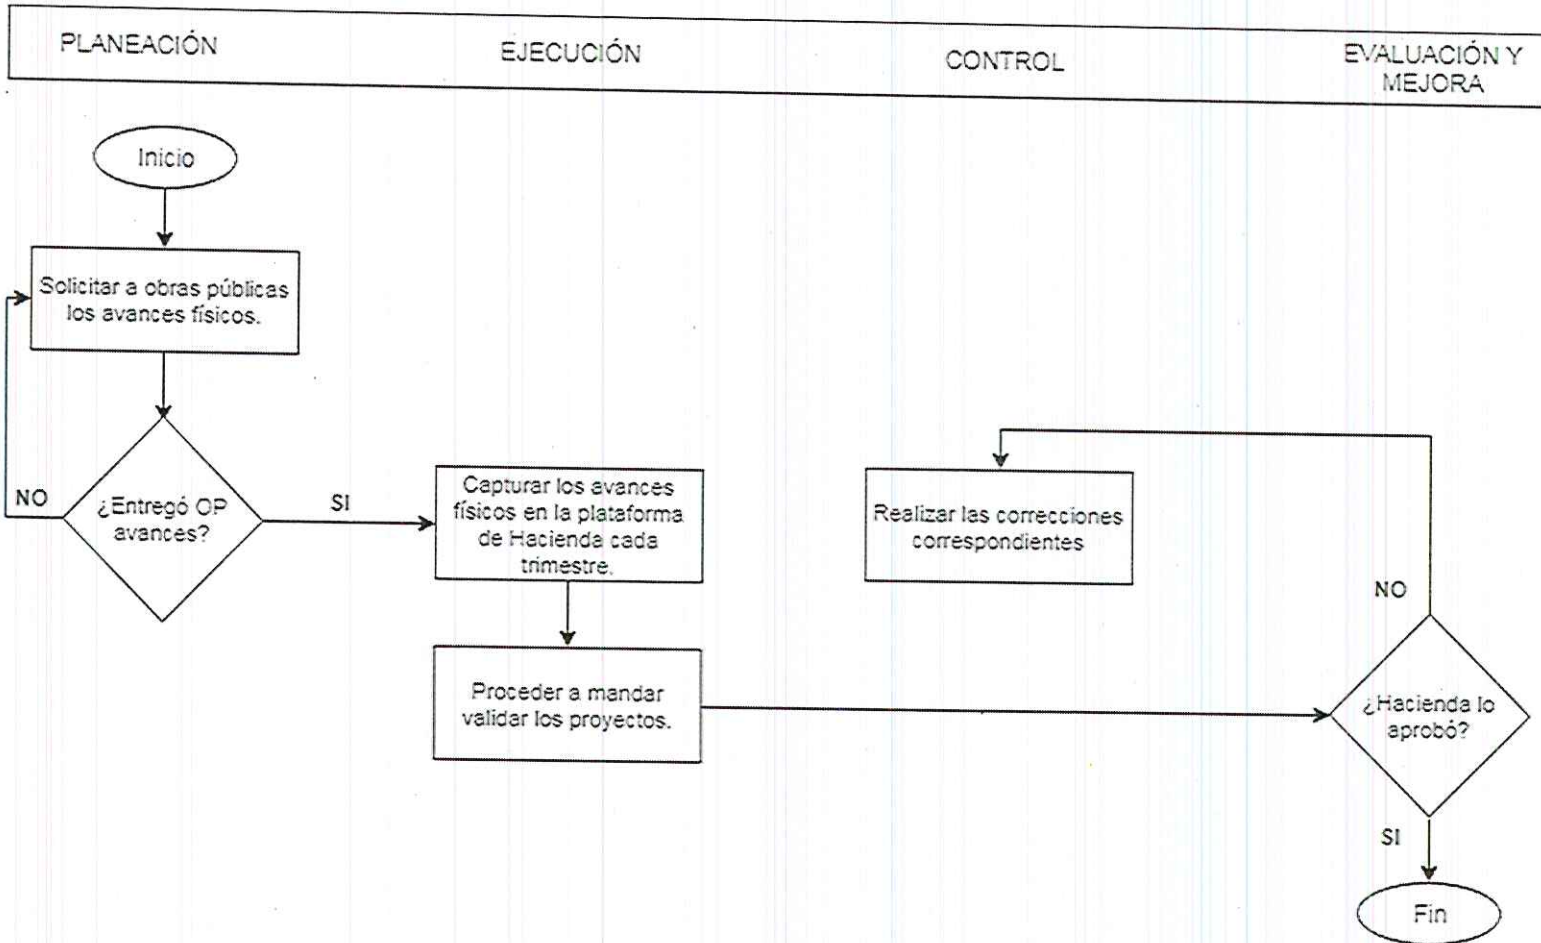 PLANEACIÓN
EJECUCIÓN
CONTROL
EVALUACIÓN Y
MEJORA
Inicio
Solicitar a obras públicas
los avances físicos.
¿Entregó OP
avances?
NO
SI
Capturar los avances
físicos en la plataforma
de Hacienda cada
trimestre.
Proceder a mandar
validar los proyectos.
Realizar las correcciones
correspondientes
NO
¿Hacienda lo
aprobó?
SI
Fin